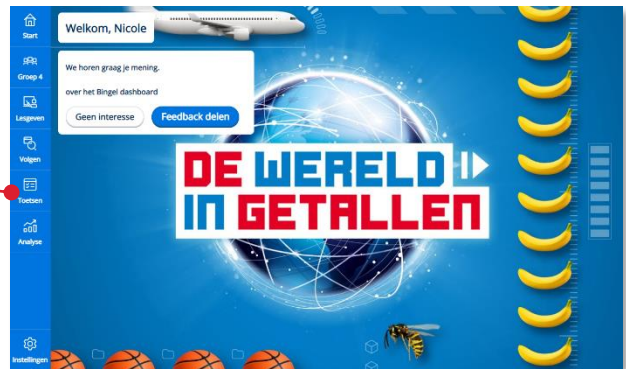 Start
Groep 4
Lesgeven
Volgen
Toetsen
Analyse
Instellingen
Welkom, Nicole
We horen graag je mening.
over het Bingel dashboard
Geen interesse
Feedback delen
DE WERELD
IN GETALLEN